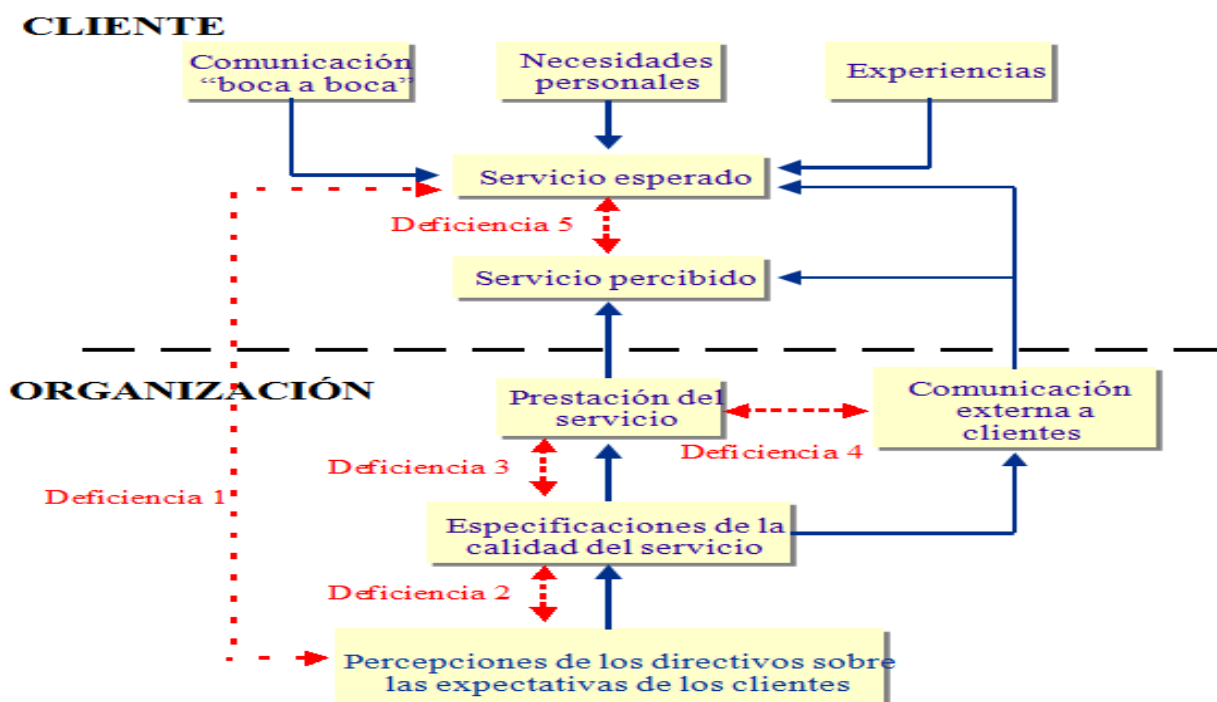 CLIENTE
Comunicación
“boca a boca”
Necesidades
personales
Experiencias
Servicio esperado
Deficiencia 5
Servicio percibido
ORGANIZACIÓN
Prestación del
servicio
Comunicación
externa a
clientes
Deficiencia 4
Deficiencia 3
Deficiencia 1
Especificaciones de la
calidad del servicio
Deficiencia 2
Percepciones de los directivos sobre
las expectativas de los clientes